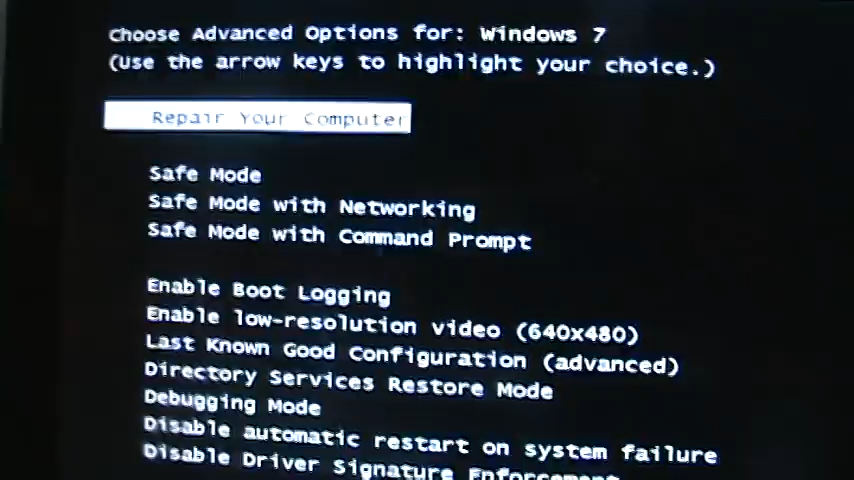 Choose Advanced Options for: Windows 7
(Use the arrow keys to highlight your choice.)
Repair Your Computer
Safe Mode
Safe Mode with Networking
Safe Mode with Command Prompt
Enable Boot Logging
Enable low-resolution video (640x480)
Last Known Good Configuration (advanced)
Directory Services Restore Mode
Debugging Mode
Disable automatic restart on system failure
Disable Driver Signature Enforcement